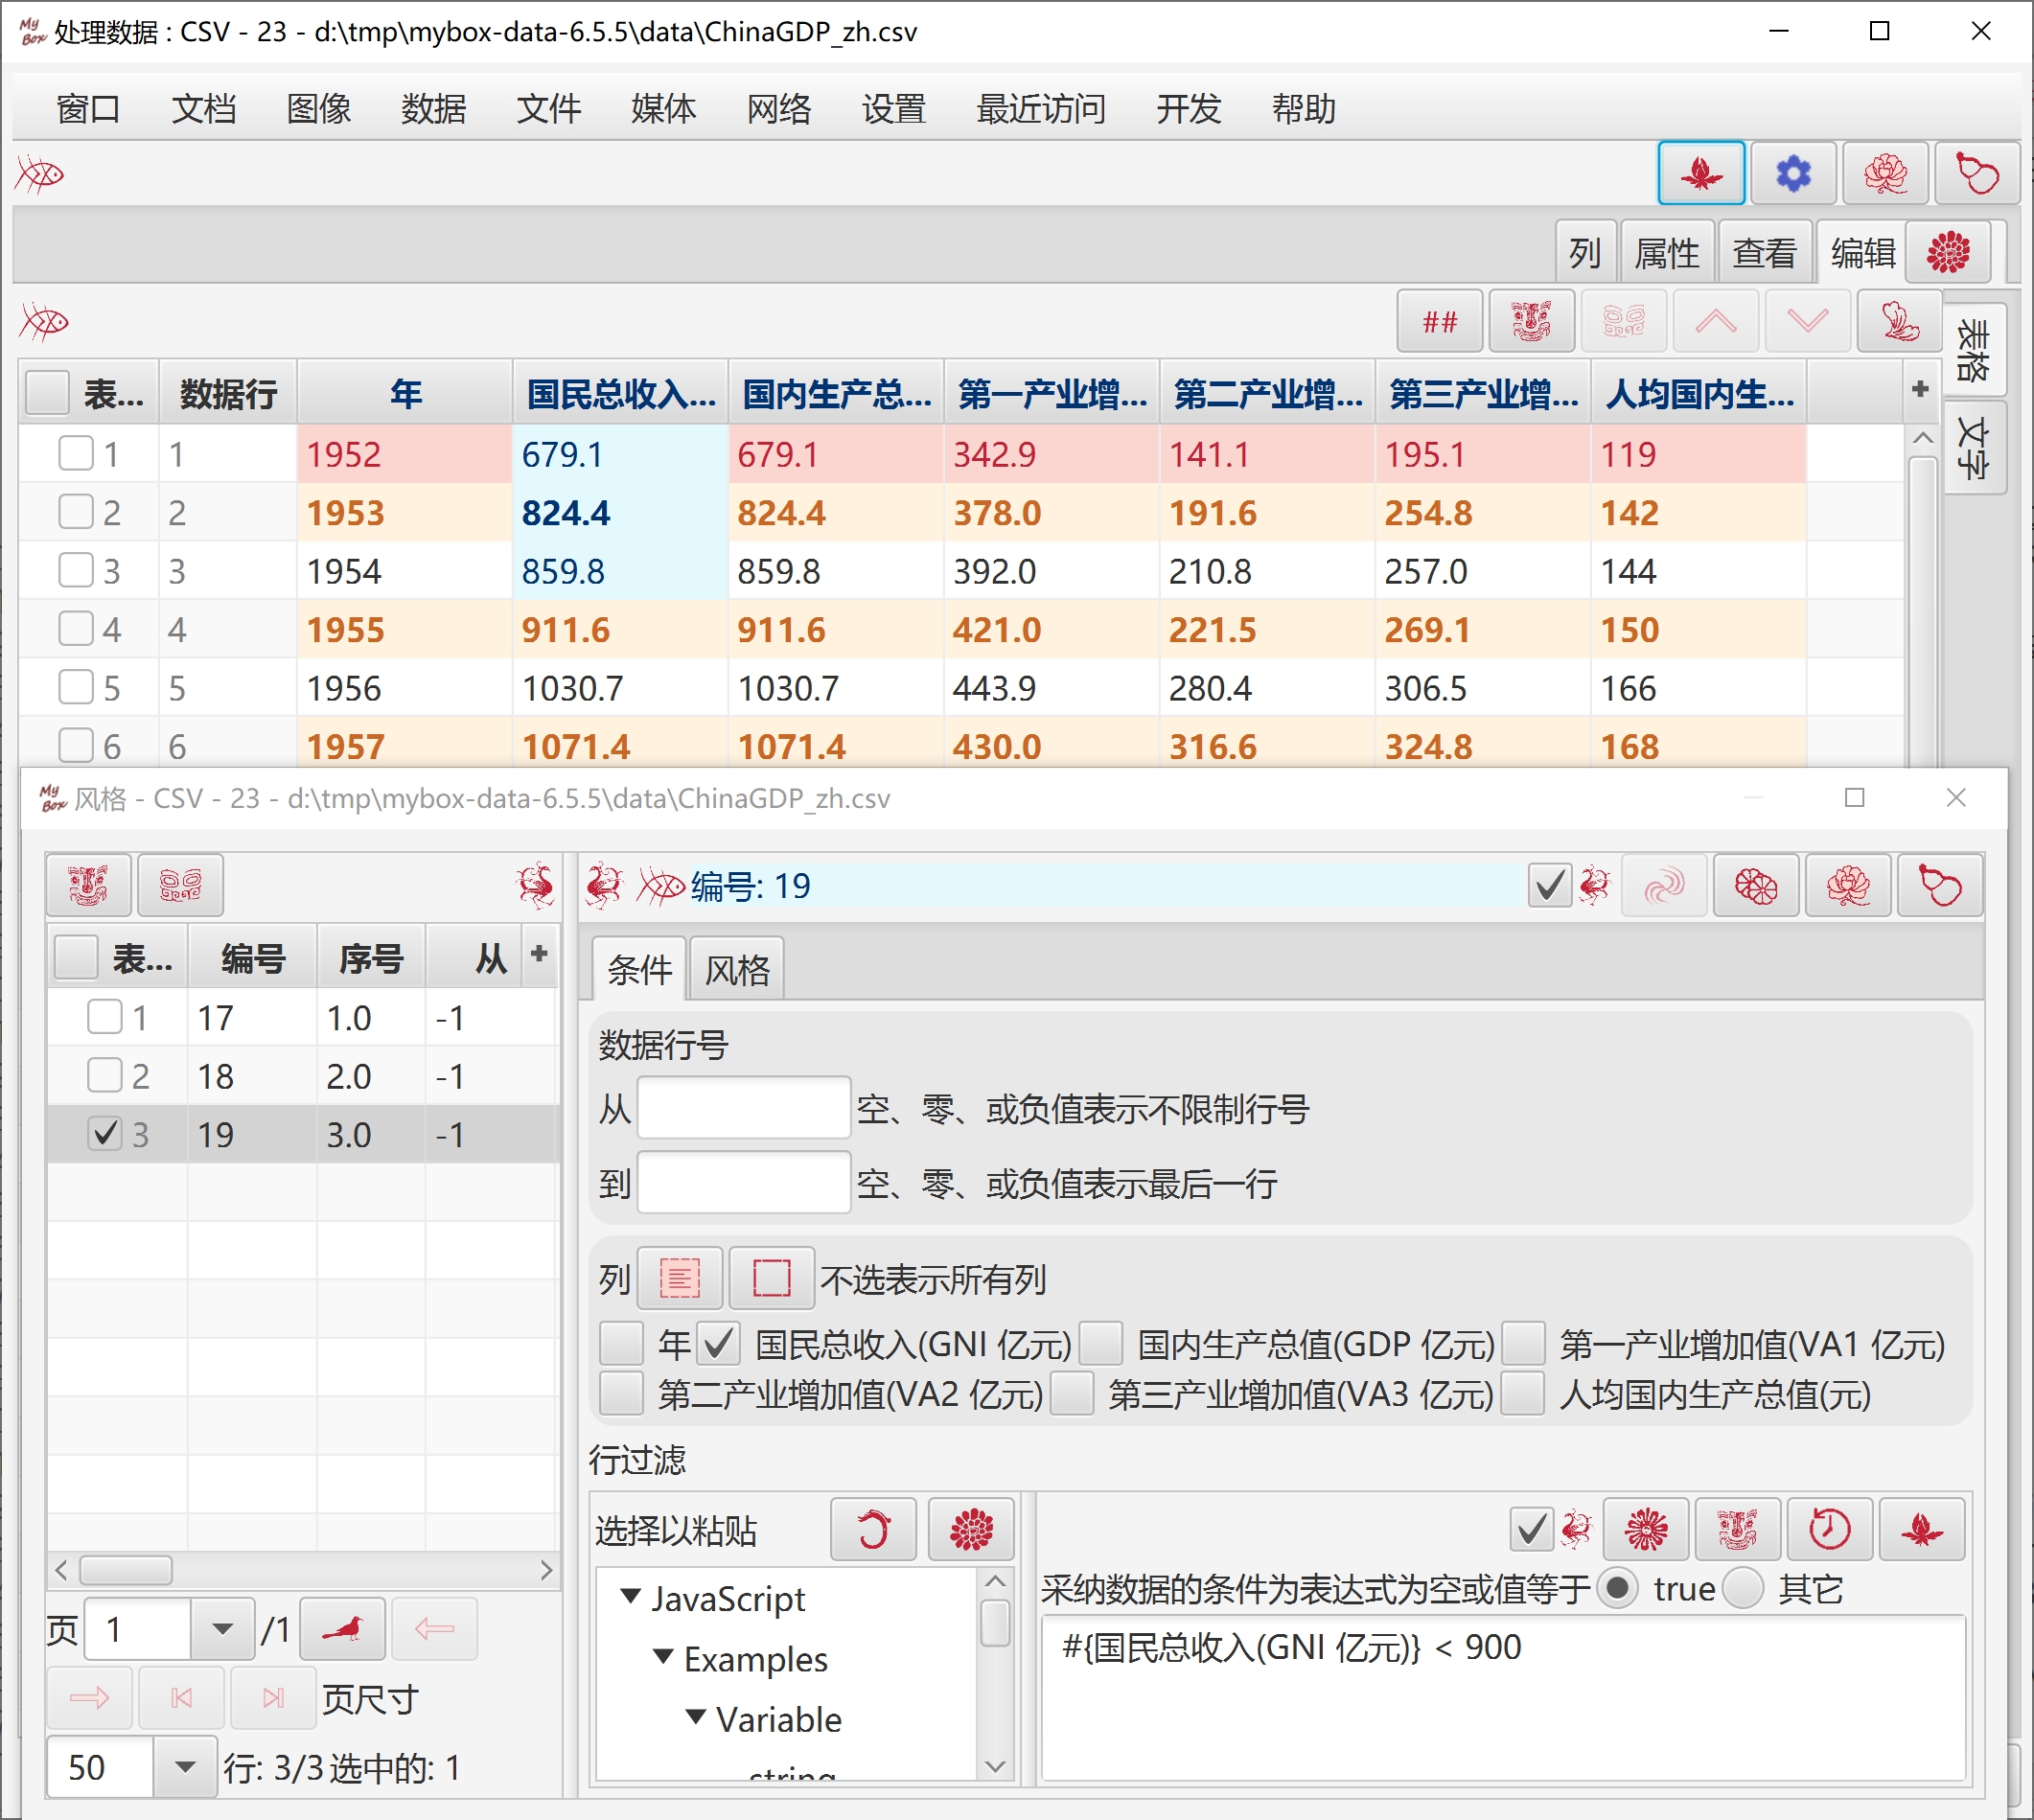 My Box 处理数据 : CSV - 23 - d:\tmp\mybox-data-6.5.5\data\ChinaGDP_zh.csv
窗口 文档 图像 数据 文件 媒体 网络 设置 最近访问 开发 帮助
列 属性 查看 编辑
##
表格
文字
表... 数据行 年 国民总收入... 国内生产总... 第一产业增... 第二产业增... 第三产业增... 人均国内生... +
1 1 1952 679.1 679.1 342.9 141.1 195.1 119
2 2 1953 824.4 824.4 378.0 191.6 254.8 142
3 3 1954 859.8 859.8 392.0 210.8 257.0 144
4 4 1955 911.6 911.6 421.0 221.5 269.1 150
5 5 1956 1030.7 1030.7 443.9 280.4 306.5 166
6 6 1957 1071.4 1071.4 430.0 316.6 324.8 168
My Box 风格 - CSV - 23 - d:\tmp\mybox-data-6.5.5\data\ChinaGDP_zh.csv
表... 编号 序号 从 +
1 17 1.0 -1
2 18 2.0 -1
3 19 3.0 -1
页 1 /1
页尺寸
50 行: 3/3 选中的: 1
编号: 19
条件 风格
数据行号
从 空、零、或负值表示不限制行号
到 空、零、或负值表示最后一行
列 不选表示所有列
年 国民总收入(GNI 亿元) 国内生产总值(GDP 亿元) 第一产业增加值(VA1 亿元)
第二产业增加值(VA2 亿元) 第三产业增加值(VA3 亿元) 人均国内生产总值(元)
行过滤
选择以粘贴
JavaScript
Examples
Variable
string
采纳数据的条件为表达式为空或值等于 true 其它
#{国民总收入(GNI 亿元)} < 900